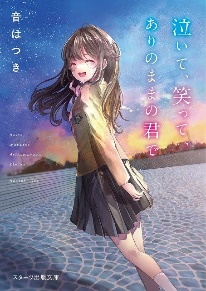 泣いて、笑って、
ありのままの君で
音はつき
スターツ出版文庫